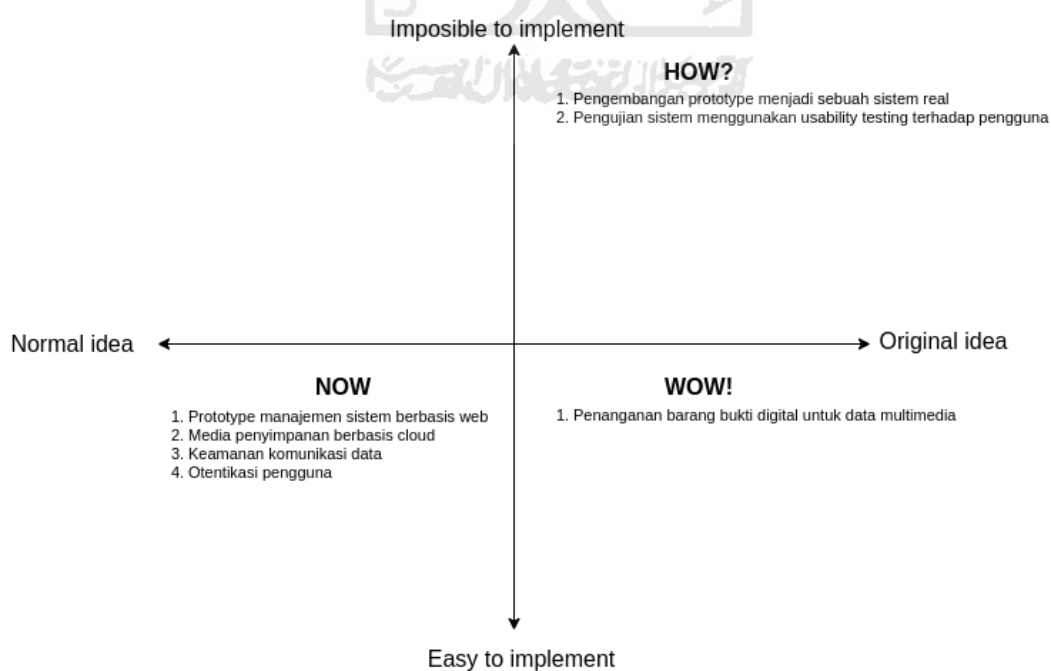 Imposible to implement
HOW?
1. Pengembangan prototype menjadi sebuah sistem real
2. Pengujian sistem menggunakan usability testing terhadap pengguna
Normal idea
Original idea
NOW
1. Prototype manajemen sistem berbasis web
2. Media penyimpanan berbasis cloud
3. Keamanan komunikasi data
4. Otentikasi pengguna
WOW!
1. Penanganan barang bukti digital untuk data multimedia
Easy to implement